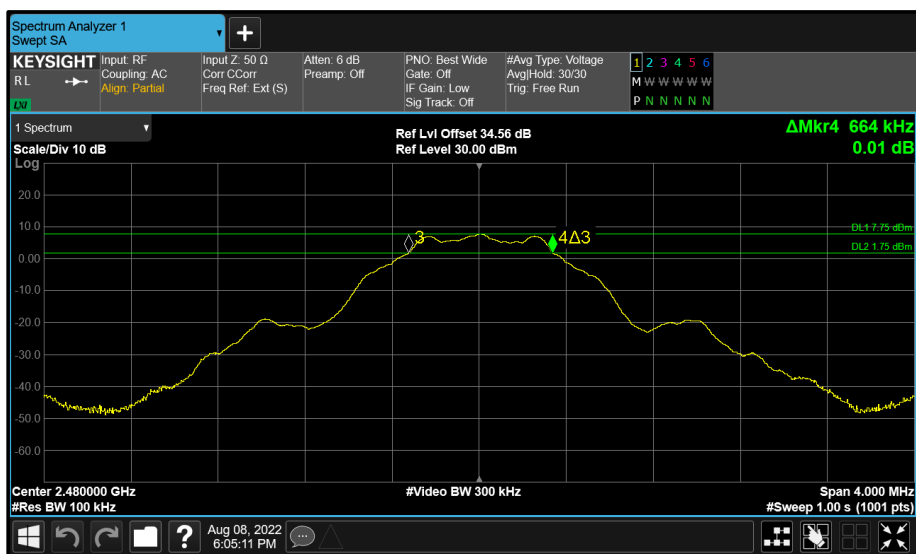 Spectrum Analyzer 1
Swept SA
+
KEYSIGHT
RL
LXI
Input: RF
Coupling: AC
Align: Partial
Input Z: 50 Ω
Corr CCorr
Freq Ref: Ext (S)
Atten: 6 dB
Preamp: Off
PNO: Best Wide
Gate: Off
IF Gain: Low
Sig Track: Off
#Avg Type: Voltage
Avg|Hold: 30/30
Trig: Free Run
1 2 3 4 5 6
M W W W W W
P N N N N N
1 Spectrum
Scale/Div 10 dB
Ref Lvl Offset 34.56 dB
Ref Level 30.00 dBm
ΔMkr4 664 kHz
0.01 dB
Log
20.0
10.0
0.00
-10.0
-20.0
-30.0
-40.0
-50.0
-60.0
3
4Δ3
DL1 7.75 dBm
DL2 1.75 dBm
Center 2.480000 GHz
#Res BW 100 kHz
#Video BW 300 kHz
Span 4.000 MHz
#Sweep 1.00 s (1001 pts)
?
Aug 08, 2022
6:05:11 PM